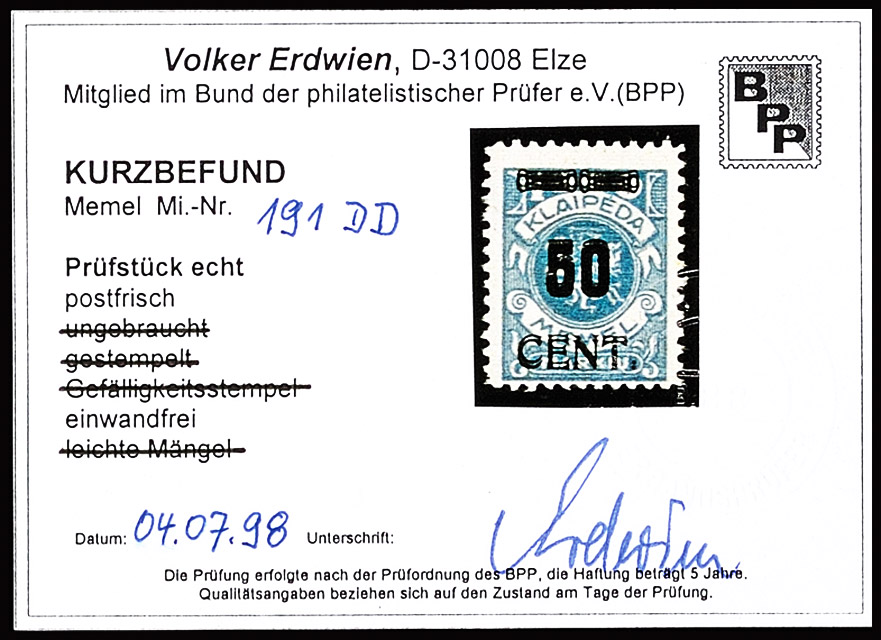 Volker Erdwien, D-31008 Elze
Mitglied im Bund der philatelistischer Prüfer e.V.(BPP)
BPP
KURZBEFUND
Memel Mi.-Nr. 191 DD
Prüfstück echt
postfrisch
ungebraucht
gestempelt
Gefälligkeitsstempel
einwandfrei
leichte Mängel
KLAIPEDA
50
MEMEL
CENT.
Datum: 04.07.98 Unterschrift: Erdwien
Die Prüfung erfolgte nach der Prüfordnung des BPP, die Haftung beträgt 5 Jahre.
Qualitätsangaben beziehen sich auf den Zustand am Tage der Prüfung.